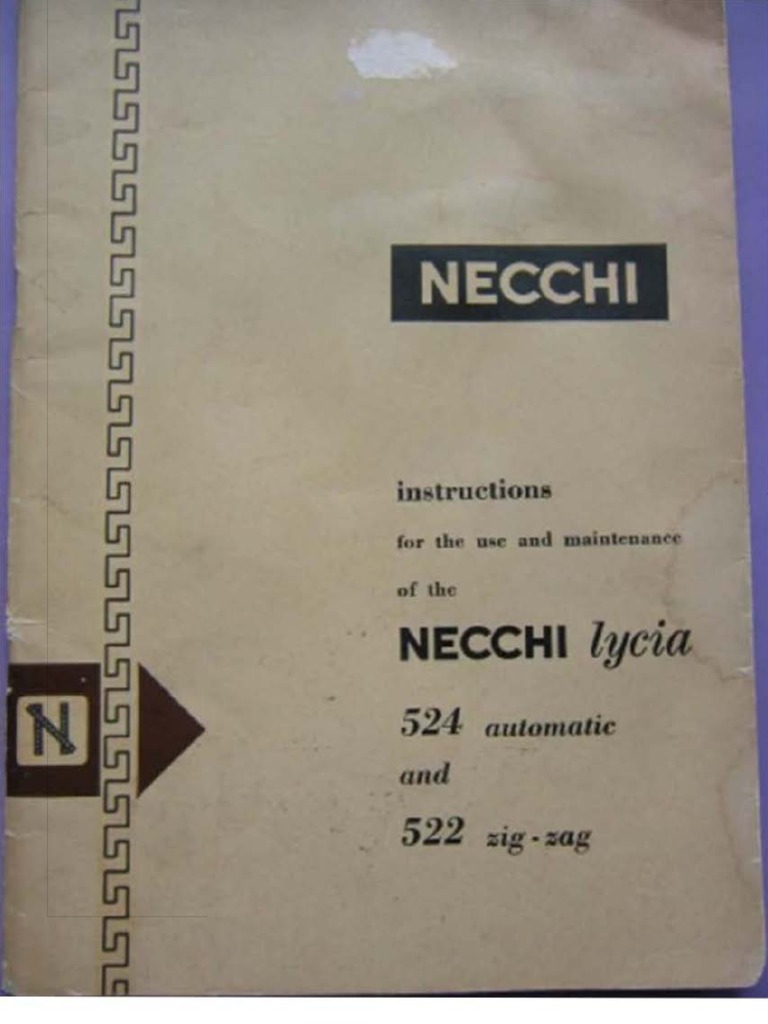 NECCHI
instructions
for the use and maintenance
of the
NECCHI lycia
524 automatic
and
522 zig-zag
N